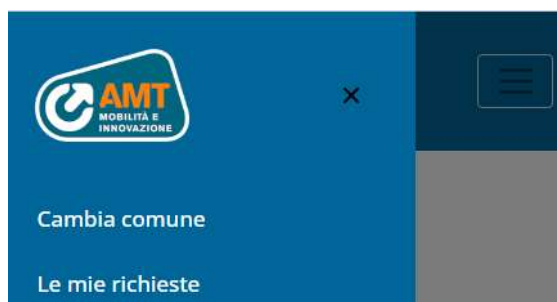 AMT
MOBILITÀ E
INNOVAZIONE
Cambia comune
Le mie richieste